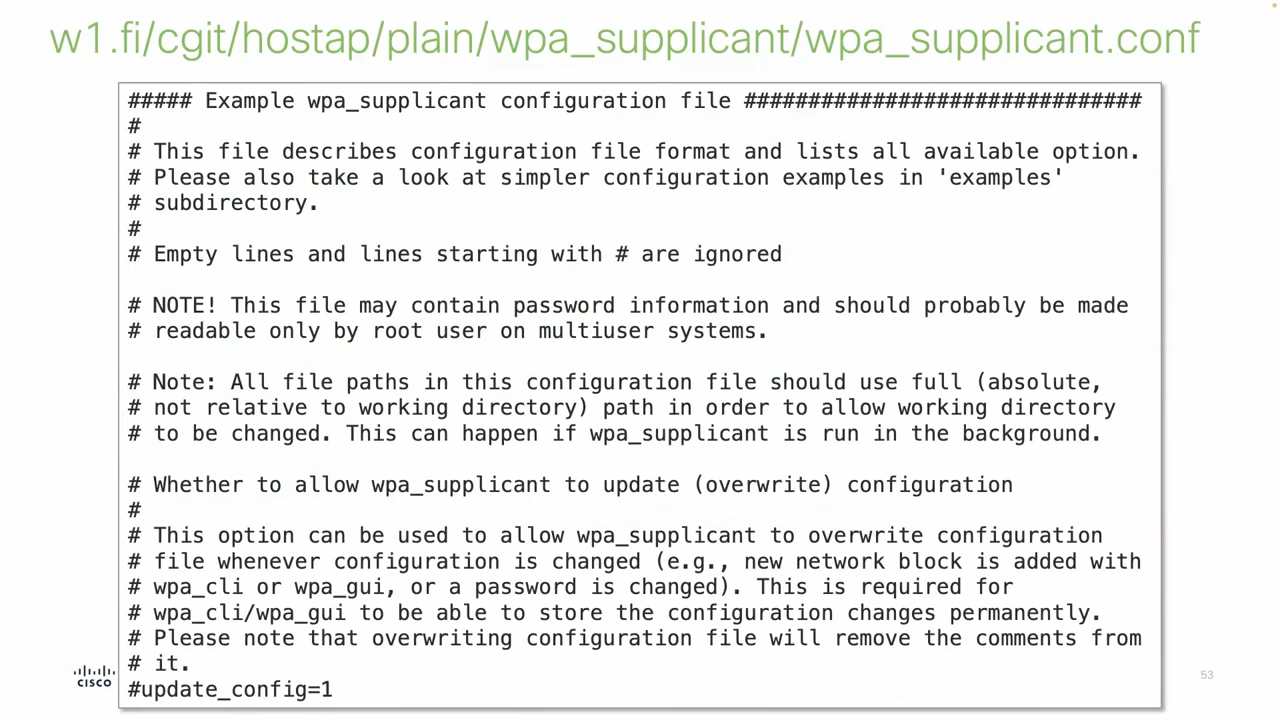 w1.fi/cgit/hostap/plain/wpa_supplicant/wpa_supplicant.conf
##### Example wpa_supplicant configuration file ###############################
#
# This file describes configuration file format and lists all available option.
# Please also take a look at simpler configuration examples in 'examples'
# subdirectory.
#
# Empty lines and lines starting with # are ignored
# NOTE! This file may contain password information and should probably be made
# readable only by root user on multiuser systems.
# Note: All file paths in this configuration file should use full (absolute,
# not relative to working directory) path in order to allow working directory
# to be changed. This can happen if wpa_supplicant is run in the background.
# Whether to allow wpa_supplicant to update (overwrite) configuration
#
# This option can be used to allow wpa_supplicant to overwrite configuration
# file whenever configuration is changed (e.g., new network block is added with
# wpa_cli or wpa_gui, or a password is changed). This is required for
# wpa_cli/wpa_gui to be able to store the configuration changes permanently.
# Please note that overwriting configuration file will remove the comments from
# it.
#update_config=1
CISCO
53